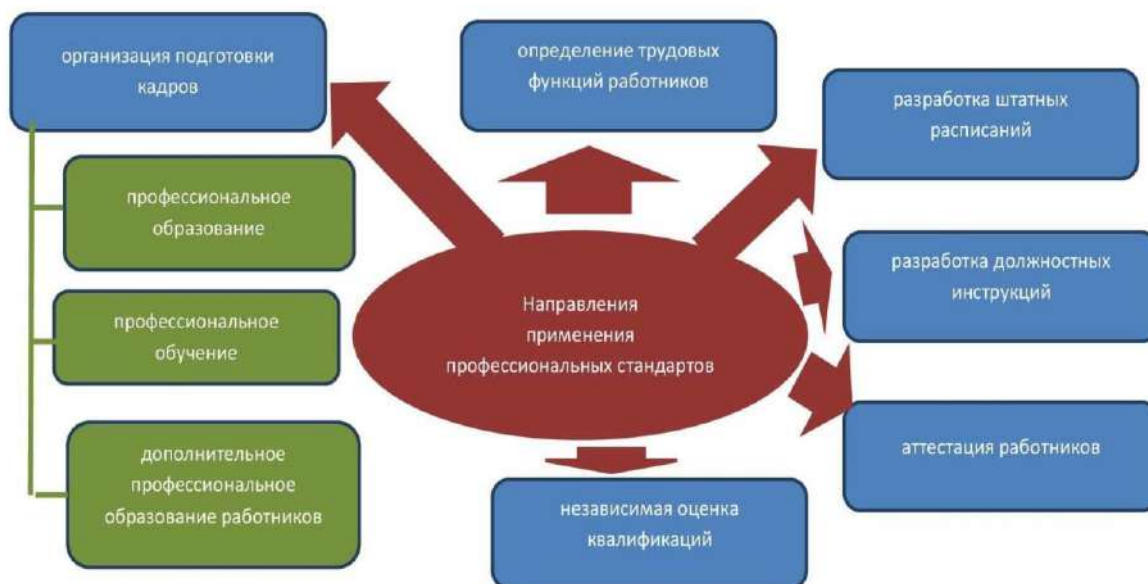 организация подготовки
кадров
определение трудовых
функций работников
разработка штатных
расписаний
профессиональное
образование
разработка должностных
инструкций
Направления
применения
профессиональных стандартов
профессиональное
обучение
аттестация работников
дополнительное
профессиональное
образование работников
независимая оценка
квалификаций